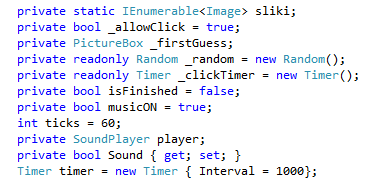 private static IEnumerable<Image> sliki;
private bool _allowClick = true;
private PictureBox _firstGuess;
private readonly Random _random = new Random();
private readonly Timer _clickTimer = new Timer();
private bool isFinished = false;
private bool musicON = true;
int ticks = 60;
private SoundPlayer player;
private bool Sound { get; set; }
Timer timer = new Timer { Interval = 1000};